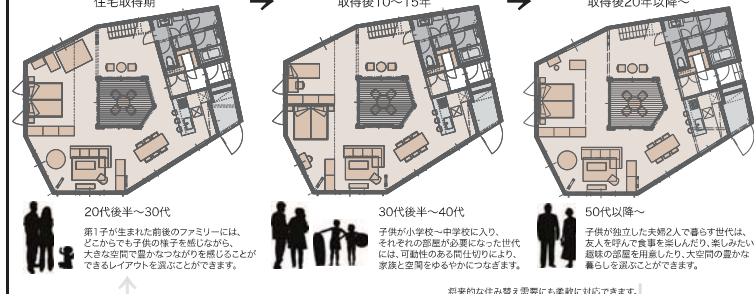 住宅取得期
取得後10～15年
取得後20年以降～
20代後半～30代
第1子が生まれた前後のファミリーには、
どこからでも子供の様子を感じながら、
大きな空間で豊かなつながりを感じることが
できるレイアウトを選ぶことができます。
30代後半～40代
子供が小学校～中学校に入り、
それぞれの部屋が必要になった世代
には、可動性のある間仕切りにより、
家族と空間をゆるやかにつなぎます。
50代以降～
子供が独立した夫婦2人で暮らす世代は、
友人を呼んで食事を楽しんだり、楽しみたい
趣味の部屋を用意したり、大空間の豊かな
暮らしを選ぶことができます。
将来的な住み替え需要にも柔軟に対応できます。